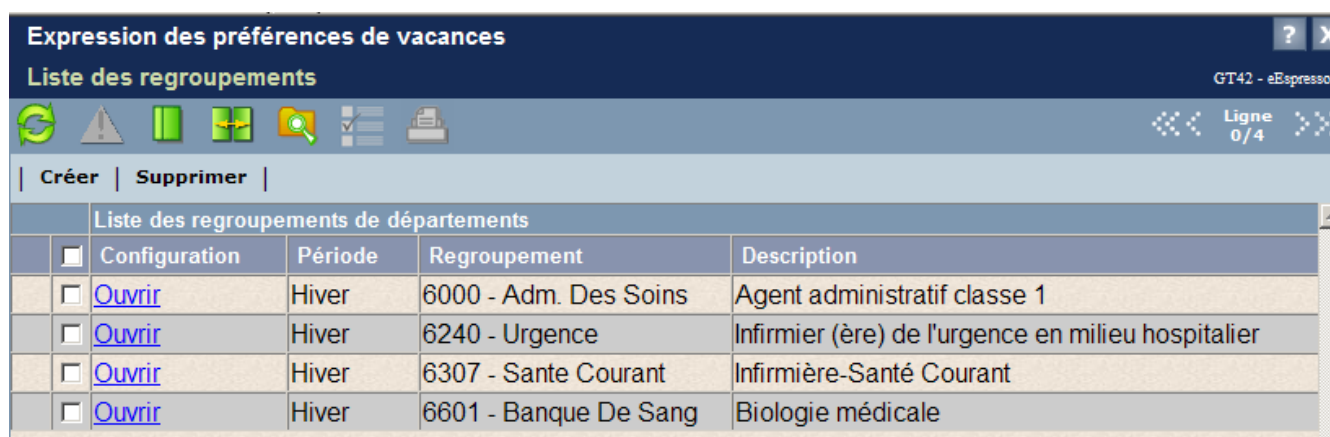 Expression des préférences de vacances
? X
Liste des regroupements
GT42 - eEspresso
Ligne
0/4
| Créer | Supprimer |
Liste des regroupements de départements
Configuration Période Regroupement Description
Ouvrir Hiver 6000 - Adm. Des Soins Agent administratif classe 1
Ouvrir Hiver 6240 - Urgence Infirmier (ère) de l'urgence en milieu hospitalier
Ouvrir Hiver 6307 - Sante Courant Infirmière-Santé Courant
Ouvrir Hiver 6601 - Banque De Sang Biologie médicale